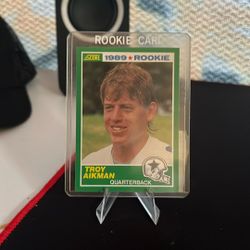 ROOKIE CARD
SCORE
1989 ★ ROOKIE
TROY
AIKMAN
QUARTERBACK